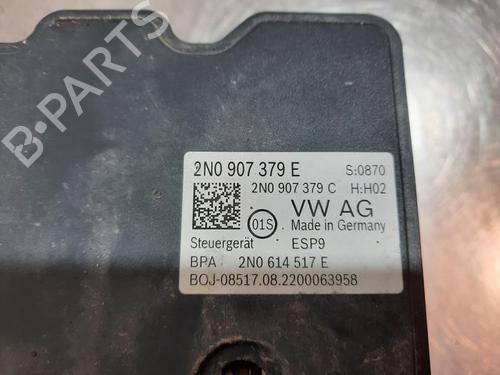 B-PARTS
2N0 907 379 E S:0870
2N0 907 379 C H:H02
01S VW AG
Made in Germany
Steuergerät ESP9
BPA 2N0 614 517 E
BOJ-08517.08.2200063958